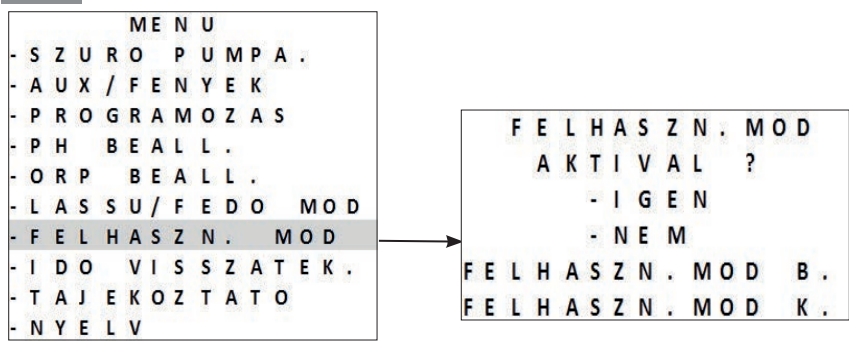 MENU
-SZURO PUMPA.
-AUX/FENYEK
-PROGRAMOZAS
-PH BEALL.
-ORP BEALL.
-LASSU/FEDO MOD
-FELHASZN. MOD
-IDO VISSZATEK.
-TAJEKOZTATO
-NYELV
FELHASZN. MOD
AKTIVAL ?
-IGEN
-NEM
FELHASZN. MOD B.
FELHASZN. MOD K.